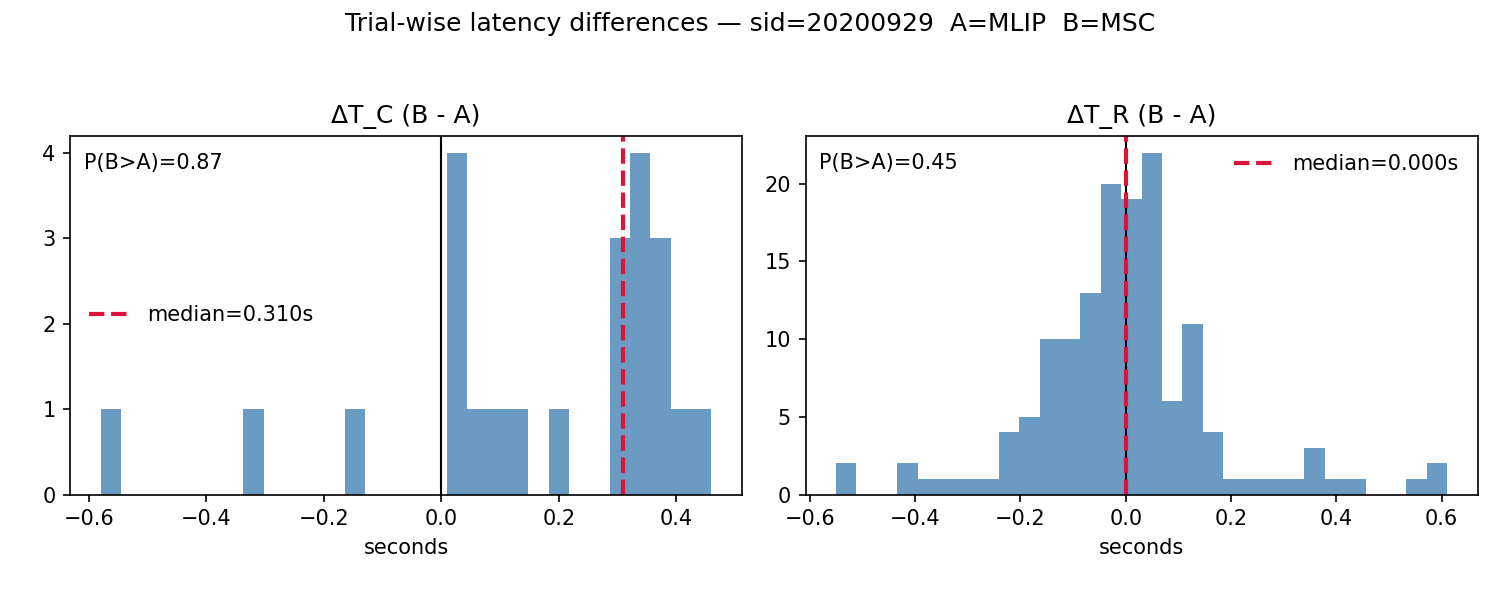 Trial-wise latency differences — sid=20200929  A=MLIP  B=MSC
ΔT_C (B - A)
P(B>A)=0.87
median=0.310s
4
3
2
1
0
−0.6 −0.4 −0.2 0.0 0.2 0.4
seconds
ΔT_R (B - A)
P(B>A)=0.45
median=0.000s
20
15
10
5
0
−0.6 −0.4 −0.2 0.0 0.2 0.4 0.6
seconds